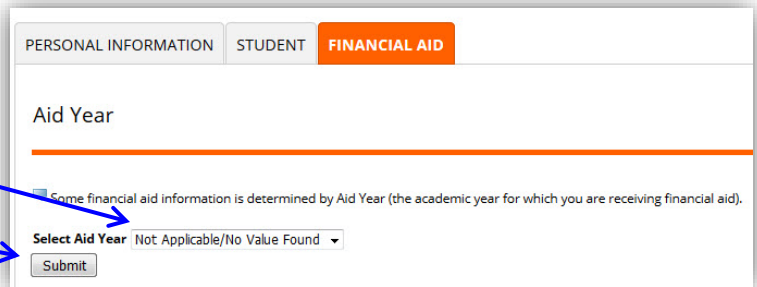 PERSONAL INFORMATION STUDENT FINANCIAL AID
Aid Year
Some financial aid information is determined by Aid Year (the academic year for which you are receiving financial aid).
Select Aid Year Not Applicable/No Value Found
Submit